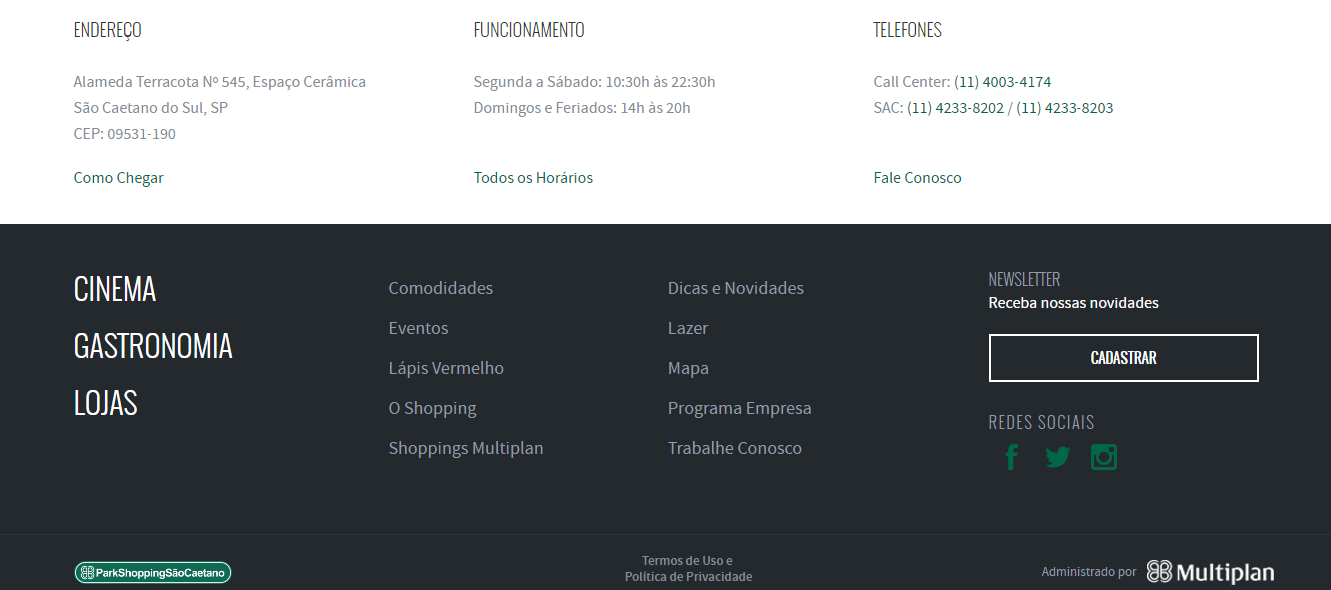 ENDEREÇO
Alameda Terracota Nº 545, Espaço Cerâmica
São Caetano do Sul, SP
CEP: 09531-190
Como Chegar
FUNCIONAMENTO
Segunda a Sábado: 10:30h às 22:30h
Domingos e Feriados: 14h às 20h
Todos os Horários
TELEFONES
Call Center: (11) 4003-4174
SAC: (11) 4233-8202 / (11) 4233-8203
Fale Conosco
CINEMA
GASTRONOMIA
LOJAS
Comodidades
Eventos
Lápis Vermelho
O Shopping
Shoppings Multiplan
Dicas e Novidades
Lazer
Mapa
Programa Empresa
Trabalhe Conosco
NEWSLETTER
Receba nossas novidades
CADASTRAR
REDES SOCIAIS
ParkShoppingSãoCaetano
Termos de Uso e
Política de Privacidade
Administrado por Multiplan